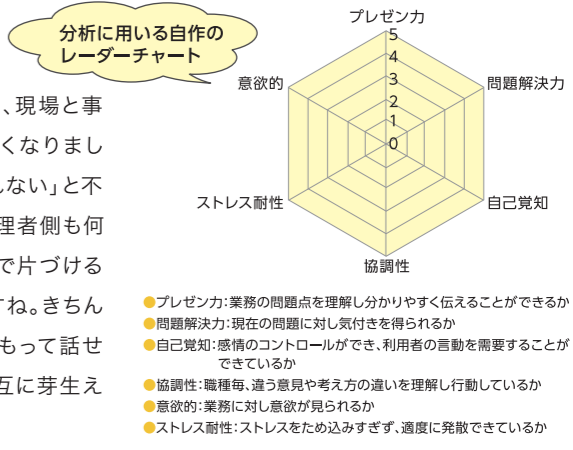 分析に用いる自作の
レーダーチャート
、現場と事
くなりまし
ない」と不
理者側も何
で片づける
すね。きちん
もって話せ
互に芽生え
プレゼン力
5
4
3
2
1
0
意欲的
問題解決力
ストレス耐性
自己覚知
協調性
●プレゼン力:業務の問題点を理解し分かりやすく伝えることができるか
●問題解決力:現在の問題に対し気付きを得られるか
●自己覚知:感情のコントロールができ、利用者の言動を需要することが
できているか
●協調性:職種毎、違う意見や考え方の違いを理解し行動しているか
●意欲的:業務に対し意欲が見られるか
●ストレス耐性:ストレスをため込みすぎず、適度に発散できているか